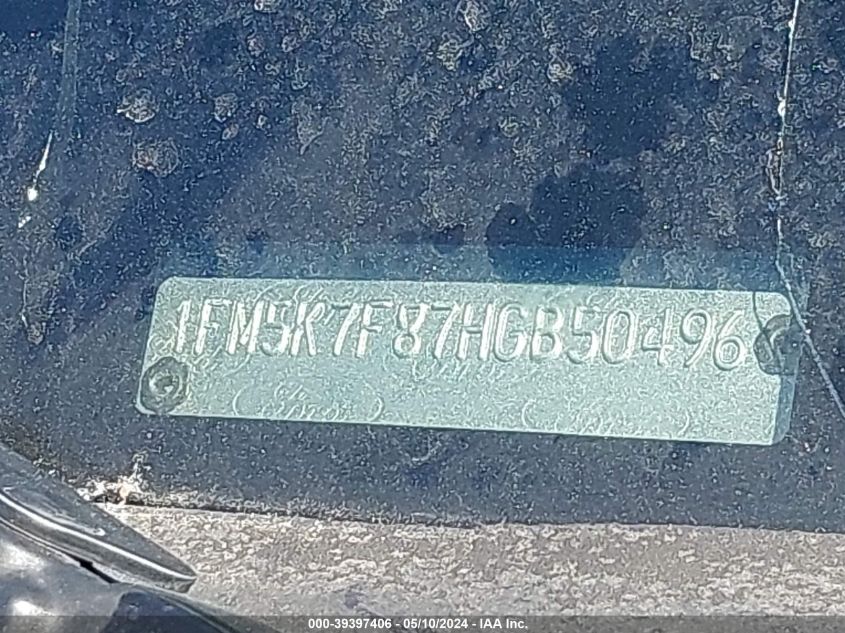 1FM5K7F87HGB50496
000-39397406 — 05/10/2024 — IAA Inc.